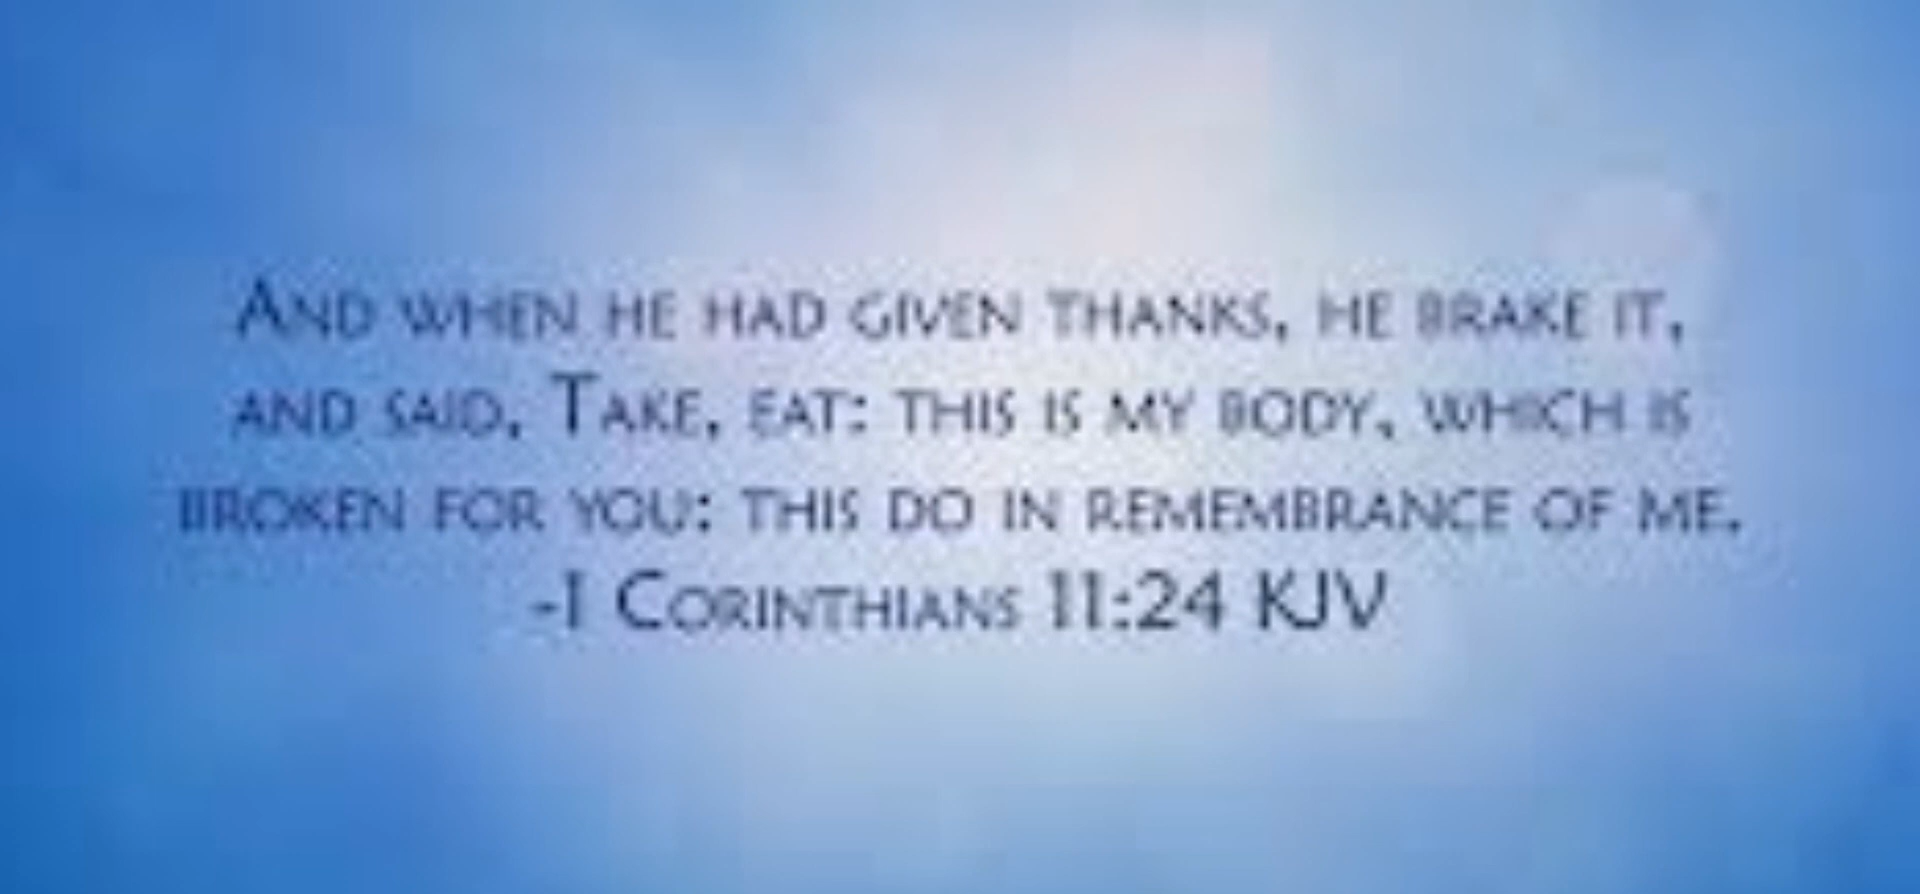 And when he had given thanks, he brake it,
and said, Take, eat: this is my body, which is
broken for you: this do in remembrance of me.
-1 Corinthians 11:24 KJV